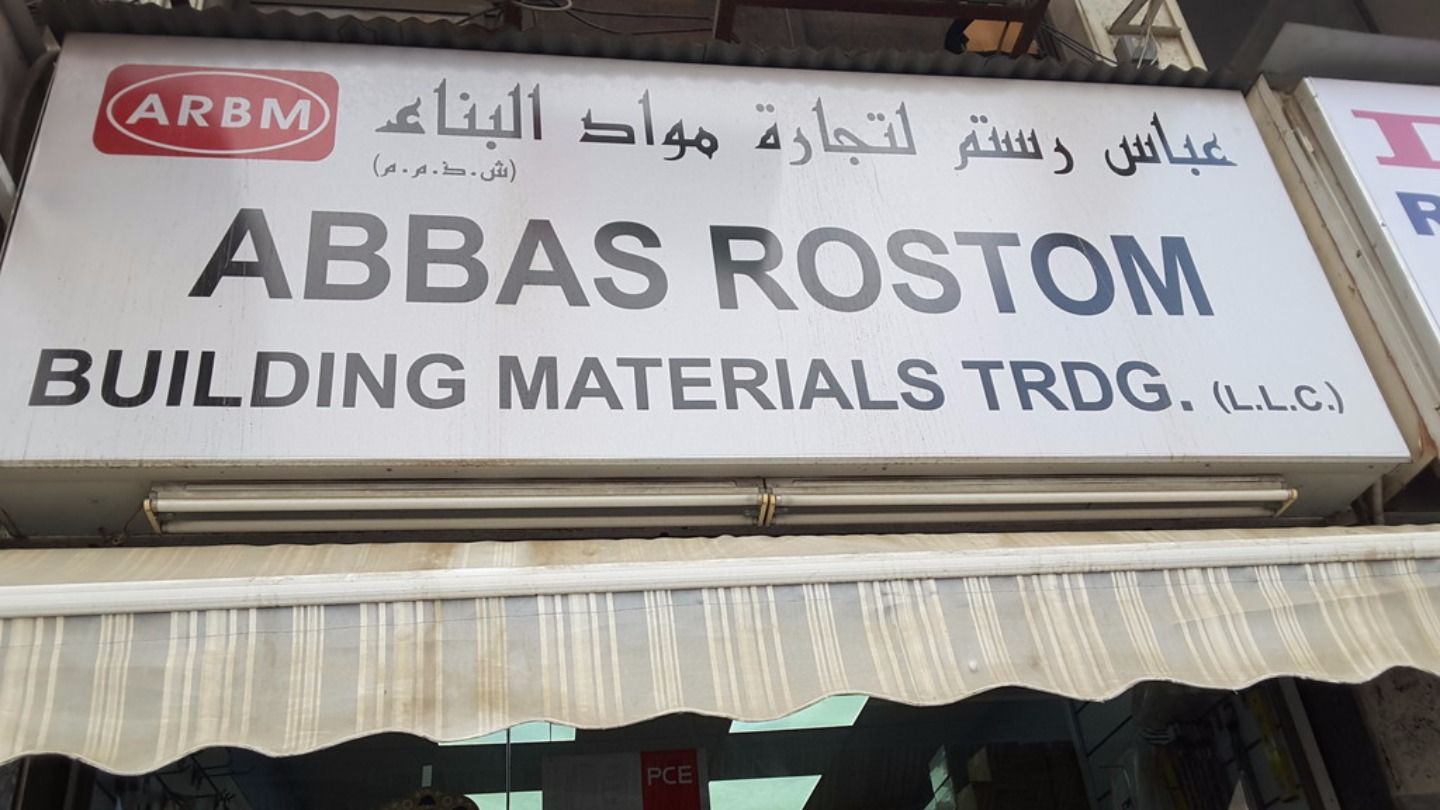 ARBM
عباس رستم لتجارة مواد البناء
(ش.ذ.م.م)
ABBAS ROSTOM
BUILDING MATERIALS TRDG. (L.L.C.)
PCE